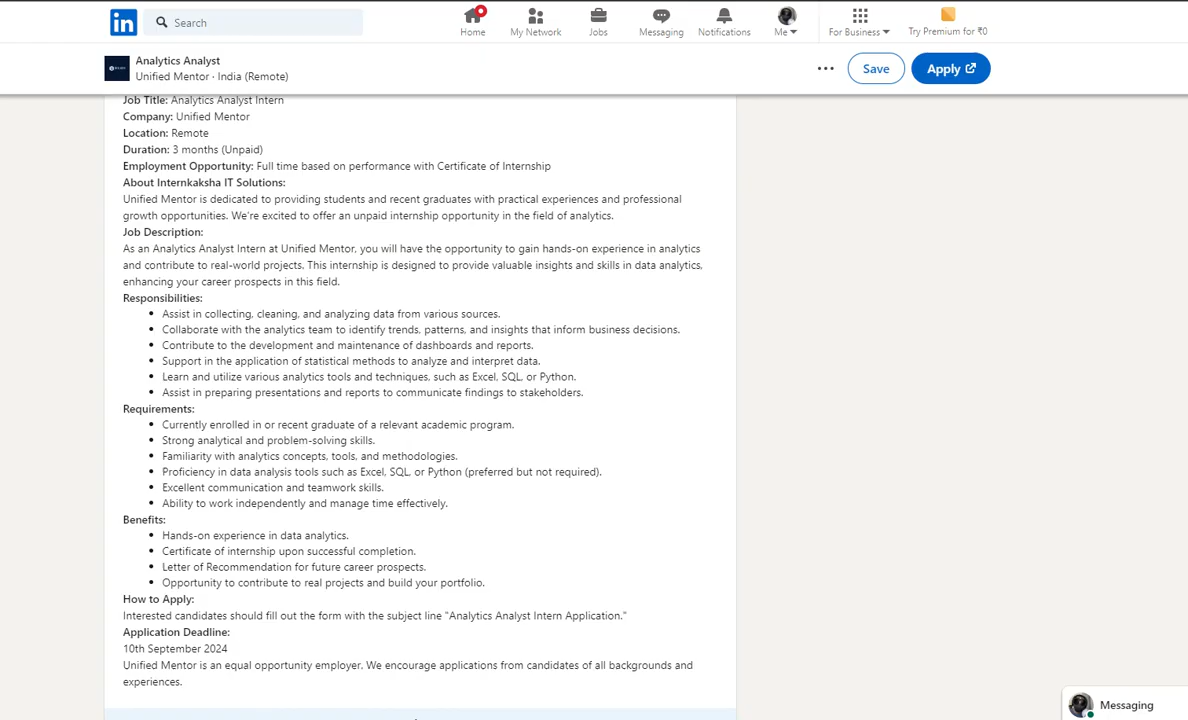 in
Search
Home
My Network
Jobs
Messaging
Notifications
Me
For Business
Try Premium for ₹0
Analytics Analyst
Unified Mentor · India (Remote)
Save
Apply
Job Title: Analytics Analyst Intern
Company: Unified Mentor
Location: Remote
Duration: 3 months (Unpaid)
Employment Opportunity: Full time based on performance with Certificate of Internship
About Internkaksha IT Solutions:
Unified Mentor is dedicated to providing students and recent graduates with practical experiences and professional
growth opportunities. We're excited to offer an unpaid internship opportunity in the field of analytics.
Job Description:
As an Analytics Analyst Intern at Unified Mentor, you will have the opportunity to gain hands-on experience in analytics
and contribute to real-world projects. This internship is designed to provide valuable insights and skills in data analytics,
enhancing your career prospects in this field.
Responsibilities:
• Assist in collecting, cleaning, and analyzing data from various sources.
• Collaborate with the analytics team to identify trends, patterns, and insights that inform business decisions.
• Contribute to the development and maintenance of dashboards and reports.
• Support in the application of statistical methods to analyze and interpret data.
• Learn and utilize various analytics tools and techniques, such as Excel, SQL, or Python.
• Assist in preparing presentations and reports to communicate findings to stakeholders.
Requirements:
• Currently enrolled in or recent graduate of a relevant academic program.
• Strong analytical and problem-solving skills.
• Familiarity with analytics concepts, tools, and methodologies.
• Proficiency in data analysis tools such as Excel, SQL, or Python (preferred but not required).
• Excellent communication and teamwork skills.
• Ability to work independently and manage time effectively.
Benefits:
• Hands-on experience in data analytics.
• Certificate of internship upon successful completion.
• Letter of Recommendation for future career prospects.
• Opportunity to contribute to real projects and build your portfolio.
How to Apply:
Interested candidates should fill out the form with the subject line "Analytics Analyst Intern Application."
Application Deadline:
10th September 2024
Unified Mentor is an equal opportunity employer. We encourage applications from candidates of all backgrounds and
experiences.
Messaging